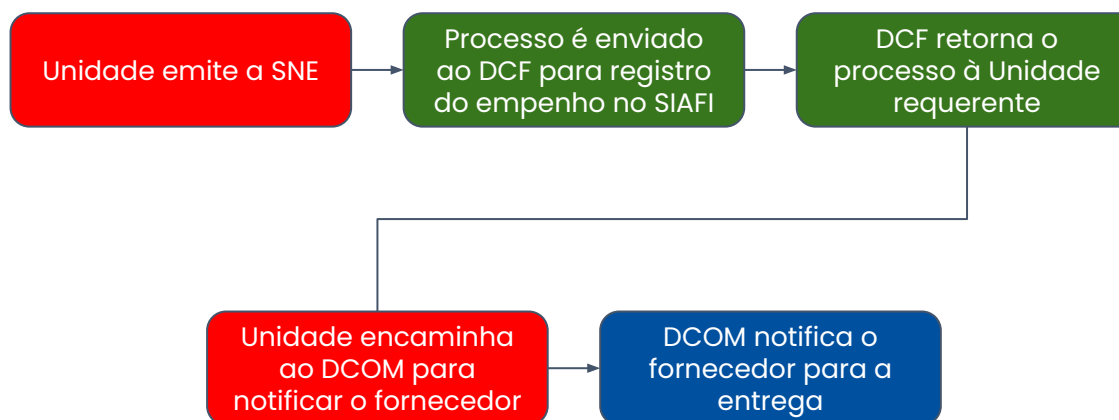 Unidade emite a SNE
Processo é enviado
ao DCF para registro
do empenho no SIAFI
DCF retorna o
processo à Unidade
requerente
Unidade encaminha
ao DCOM para
notificar o fornecedor
DCOM notifica o
fornecedor para a
entrega